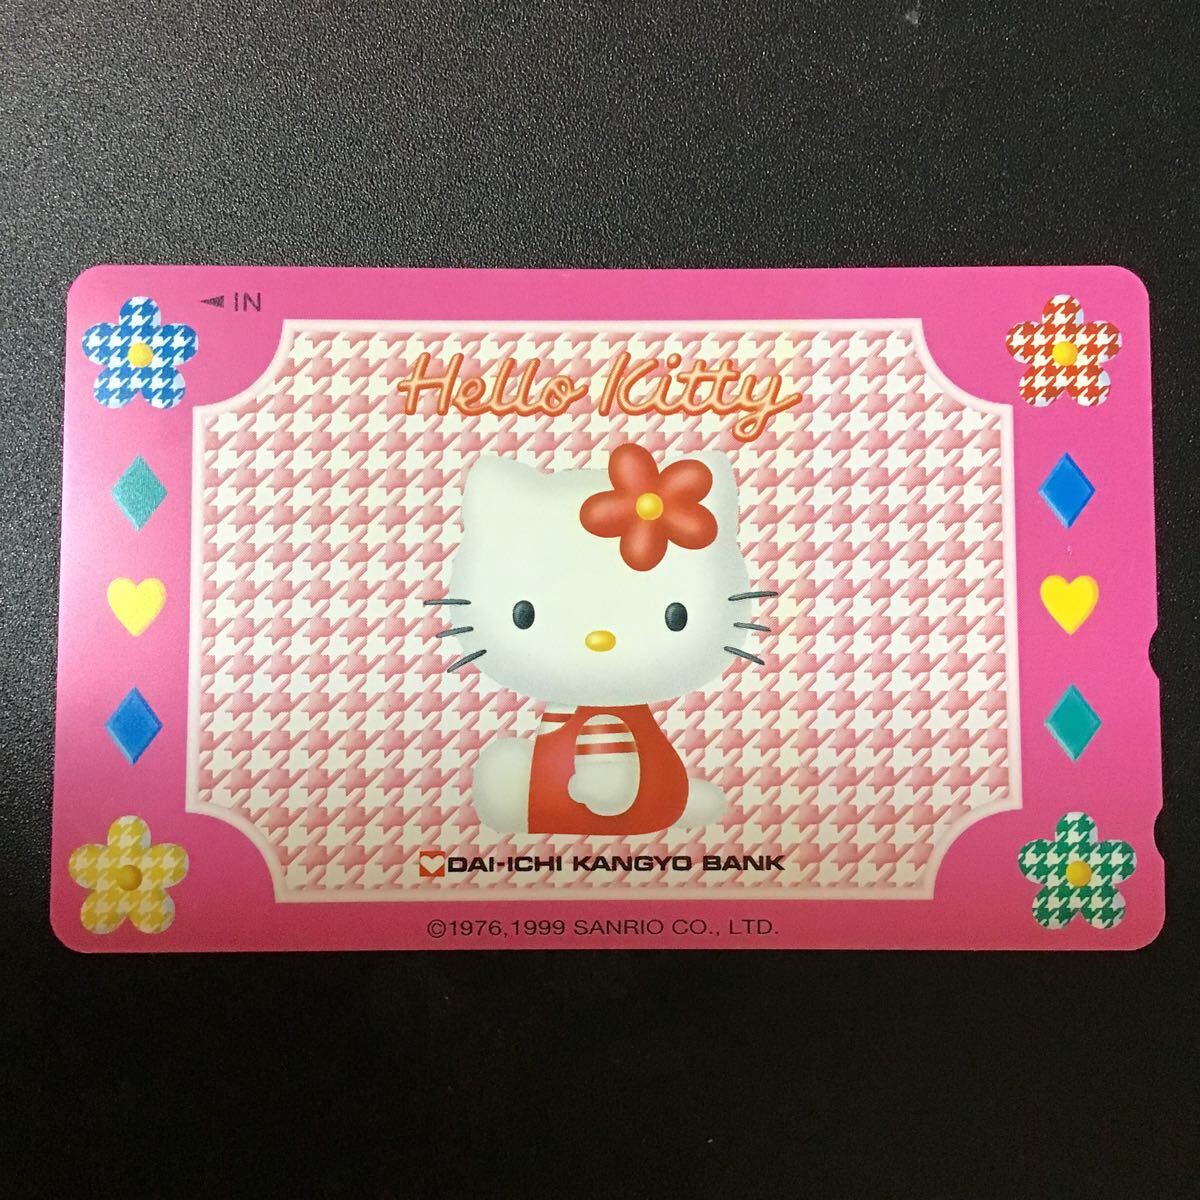 IN
Hello Kitty
DAI-ICHI KANGYO BANK
©1976,1999 SANRIO CO., LTD.